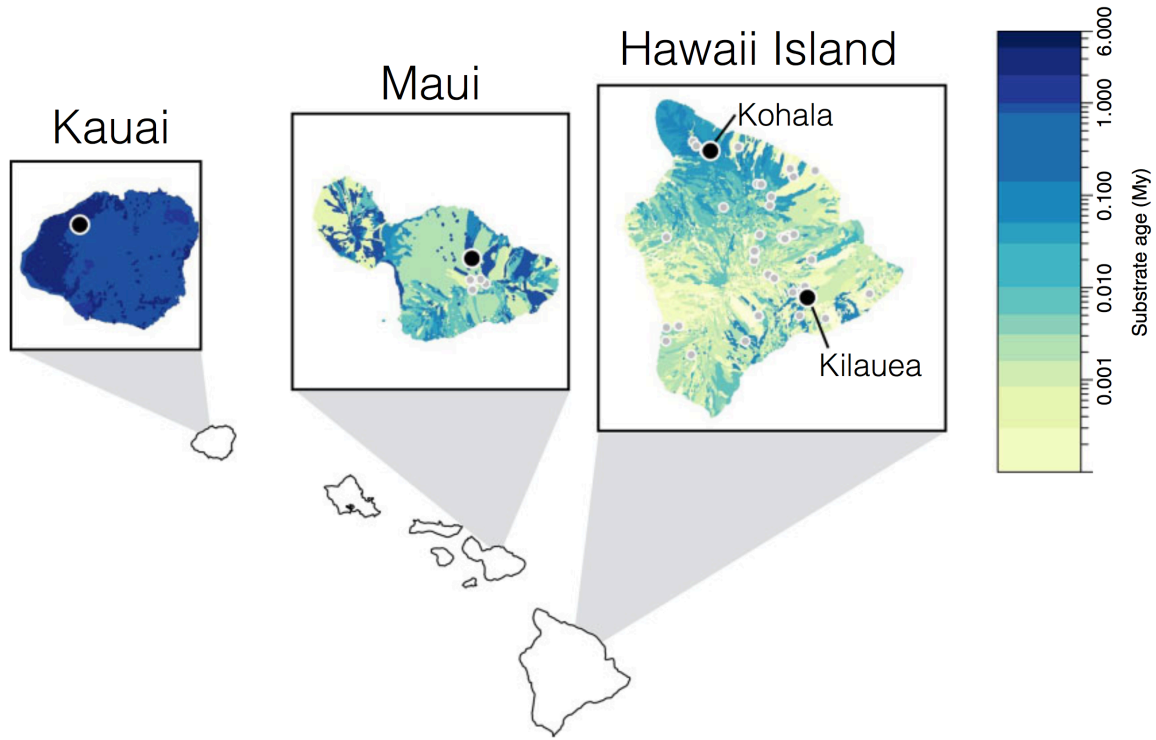 Kauai
Maui
Hawaii Island
Kohala
Kilauea
6.000
1.000
0.100
0.010
0.001
Substrate age (My)